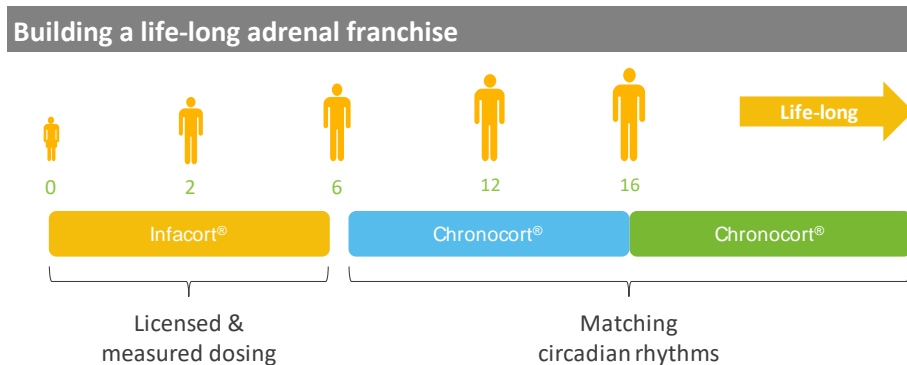 Building a life-long adrenal franchise
Life-long
0 2 6 12 16
Infacort® Chronocort® Chronocort®
Licensed & Matching
measured dosing circadian rhythms